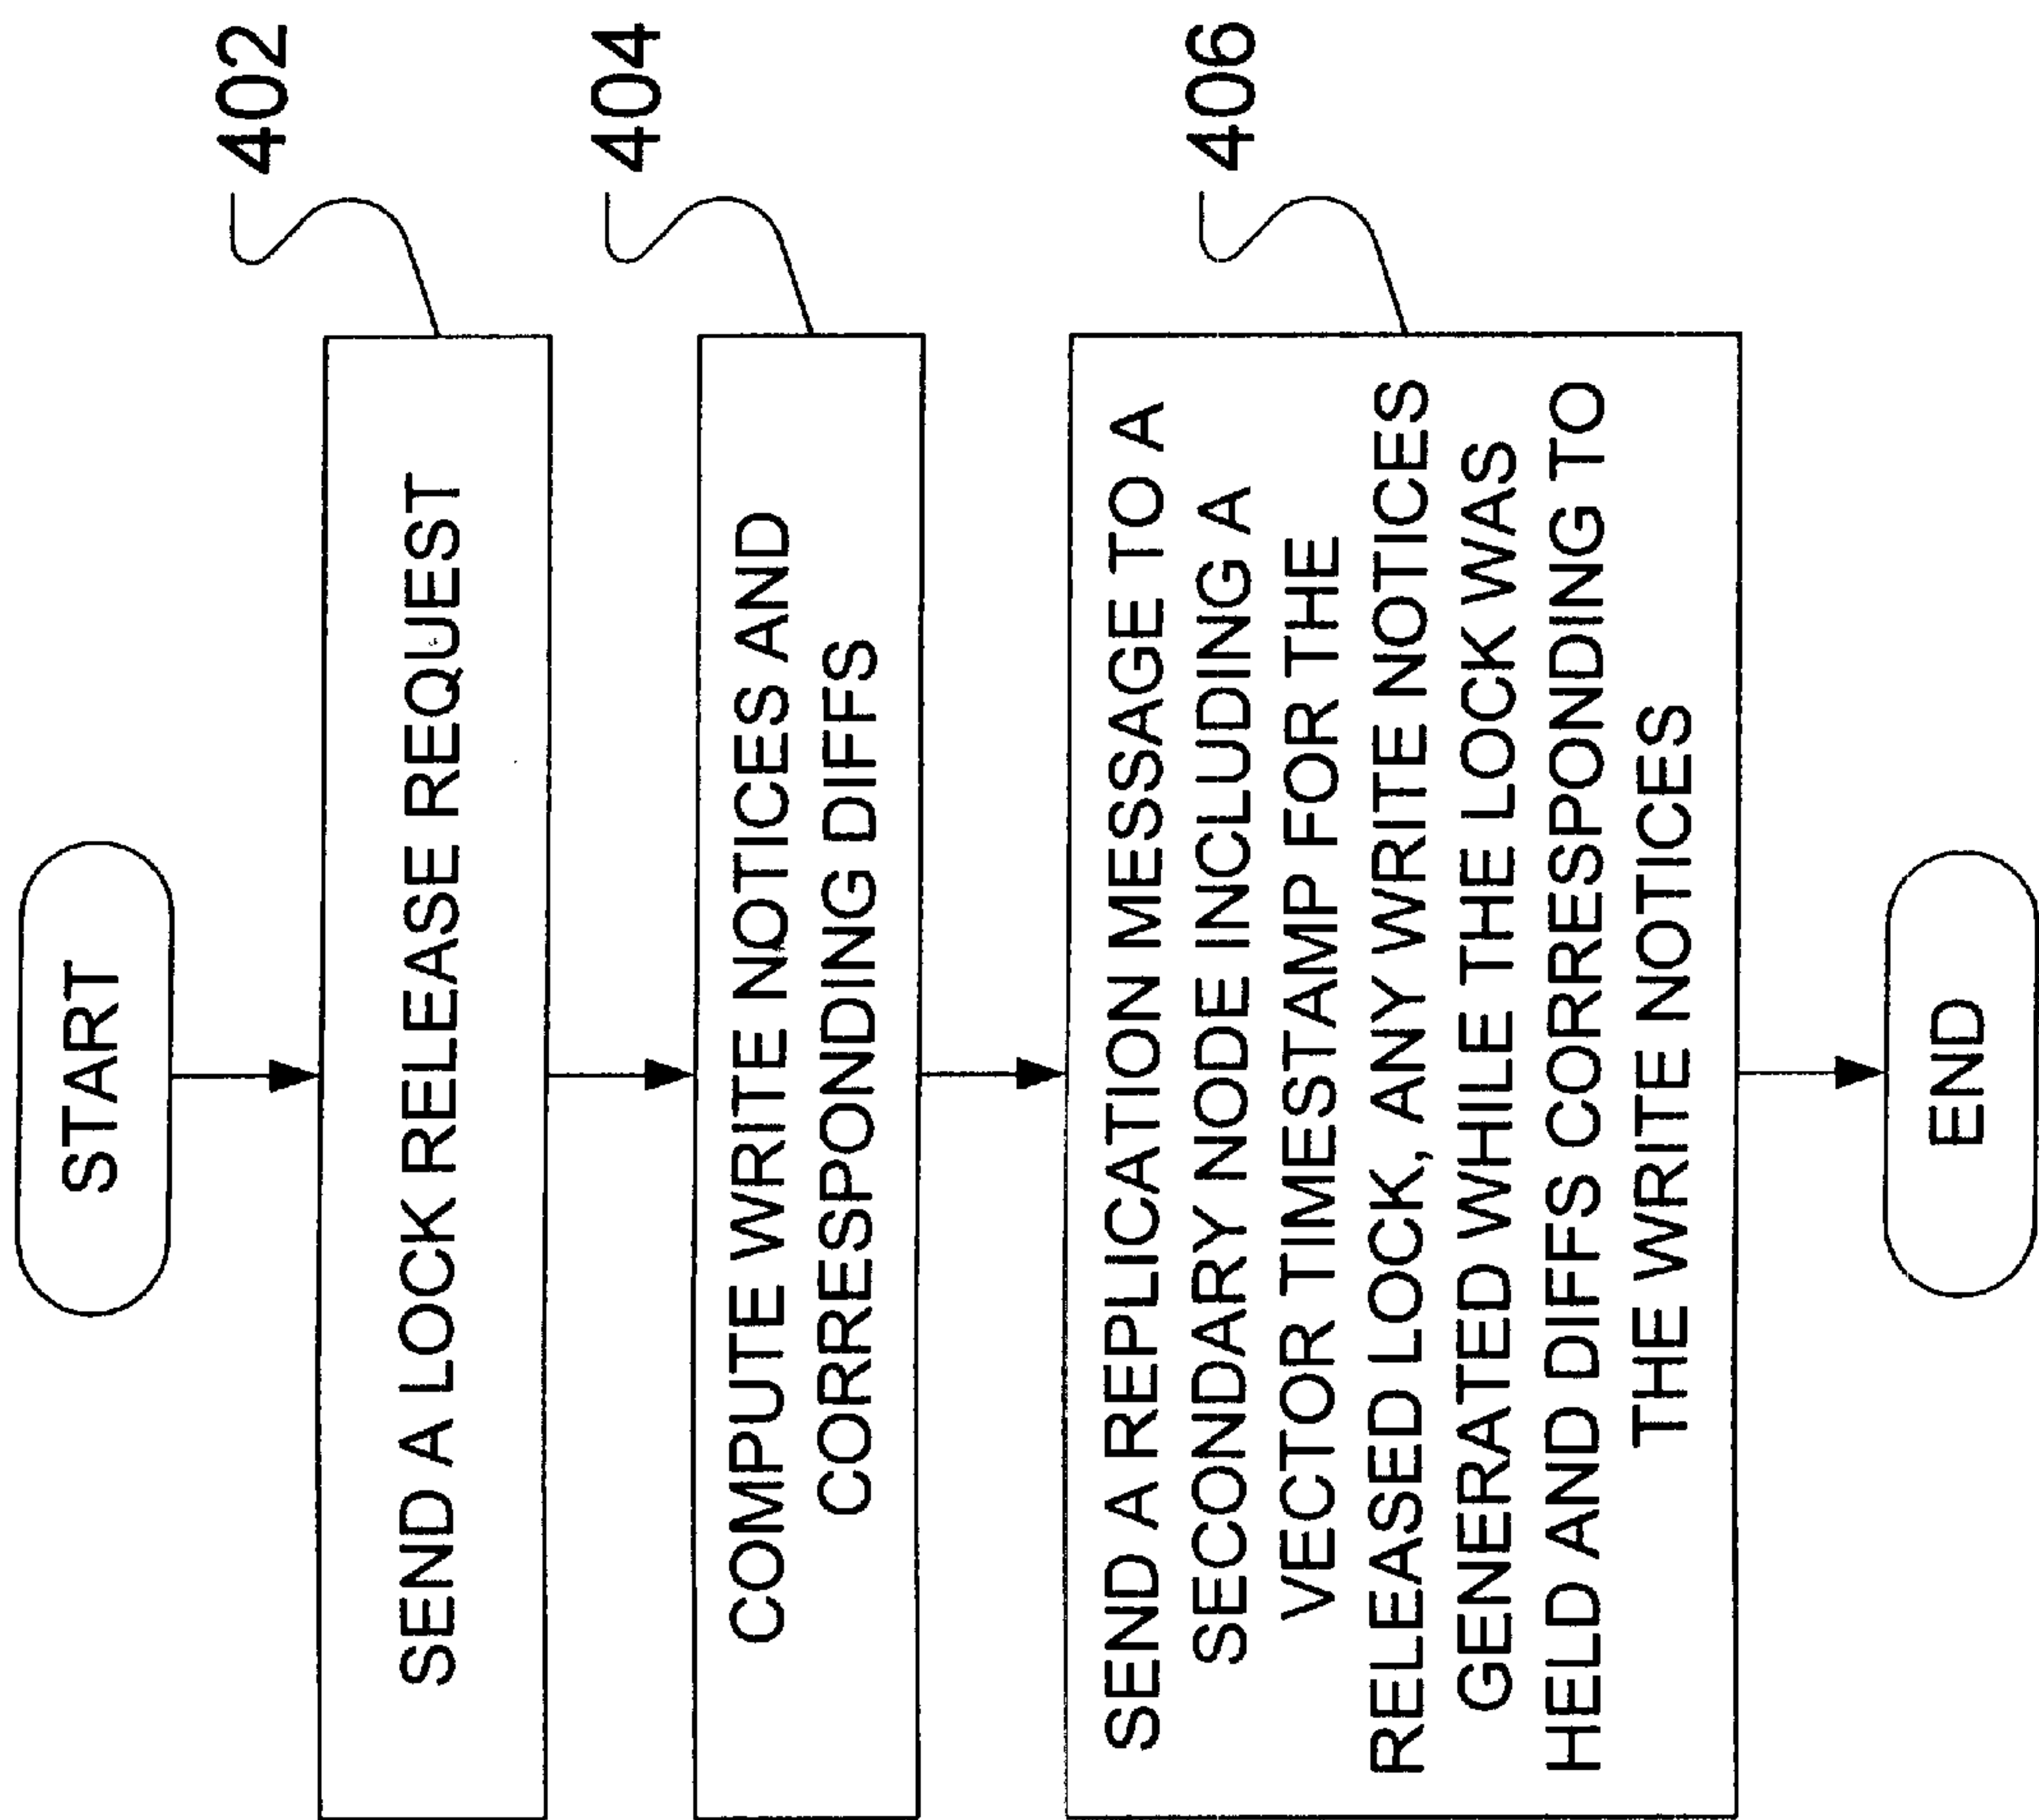 START
402
SEND A LOCK RELEASE REQUEST
404
COMPUTE WRITE NOTICES AND
CORRESPONDING DIFFS
406
SEND A REPLICATION MESSAGE TO A
SECONDARY NODE INCLUDING A
VECTOR TIMESTAMP FOR THE
RELEASED LOCK, ANY WRITE NOTICES
GENERATED WHILE THE LOCK WAS
HELD AND DIFFS CORRESPONDING TO
THE WRITE NOTICES
END